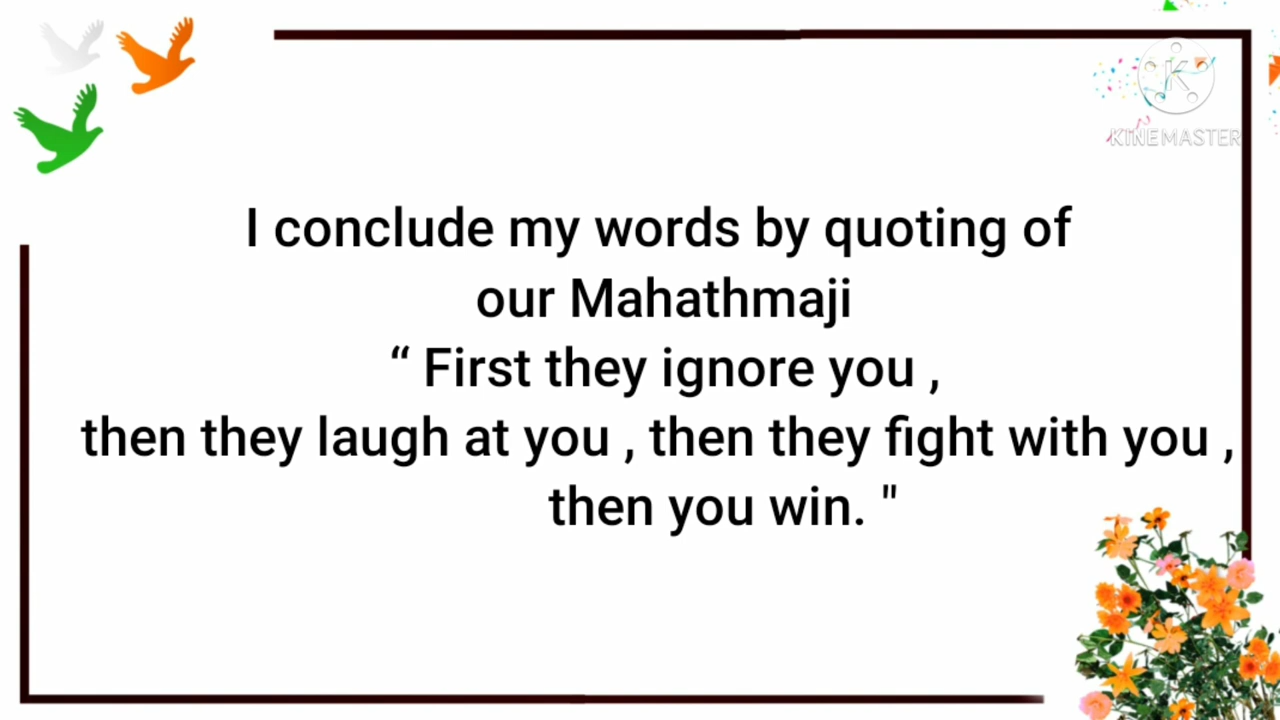 KINEMASTER
I conclude my words by quoting of
our Mahathmaji
“ First they ignore you ,
then they laugh at you , then they fight with you ,
then you win. "